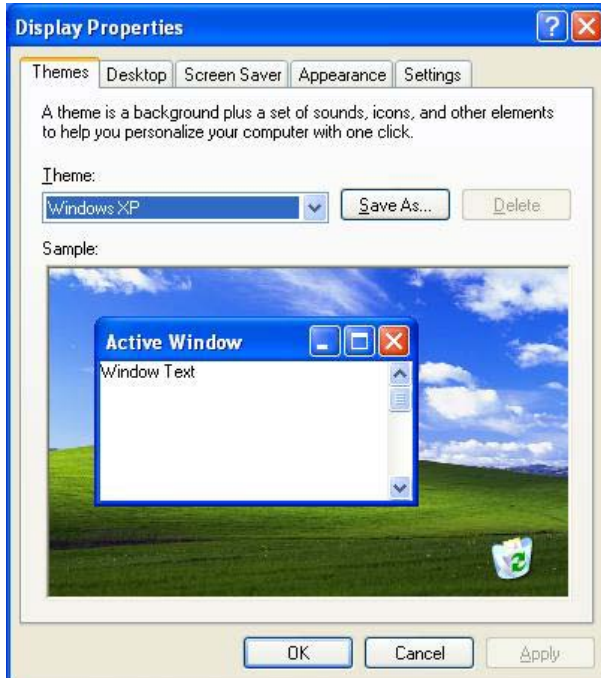 Display Properties
Themes Desktop Screen Saver Appearance Settings
A theme is a background plus a set of sounds, icons, and other elements
to help you personalize your computer with one click.
Theme:
Windows XP Save As... Delete
Sample:
Active Window
Window Text
OK Cancel Apply